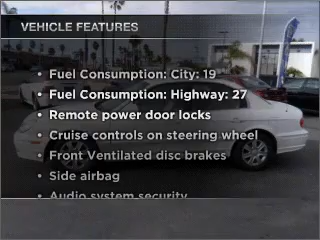 VEHICLE FEATURES
• Fuel Consumption: City: 19
• Fuel Consumption: Highway: 27
• Remote power door locks
• Cruise controls on steering wheel
• Front Ventilated disc brakes
• Side airbag
• Audio system security